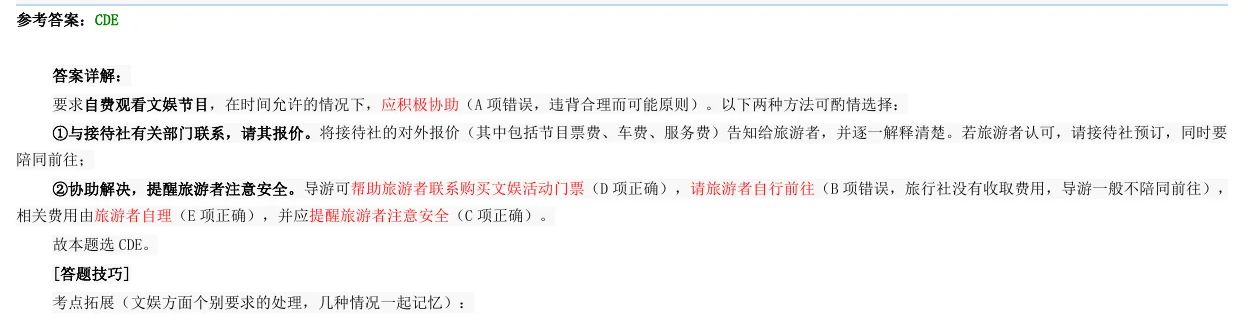 参考答案：CDE
答案详解：
要求自费观看文娱节目，在时间允许的情况下，应积极协助（A 项错误，违背合理而可能原则）。以下两种方法可酌情选择：
①与接待社有关部门联系，请其报价。将接待社的对外报价（其中包括节目票费、车费、服务费）告知给旅游者，并逐一解释清楚。若旅游者认可，请接待社预订，同时要
陪同前往；
②协助解决，提醒旅游者注意安全。导游可帮助旅游者联系购买文娱活动门票（D 项正确），请旅游者自行前往（B 项错误，旅行社没有收取费用，导游一般不陪同前往），
相关费用由旅游者自理（E 项正确），并应提醒旅游者注意安全（C 项正确）。
故本题选 CDE。
[答题技巧]
考点拓展（文娱方面个别要求的处理，几种情况一起记忆）：